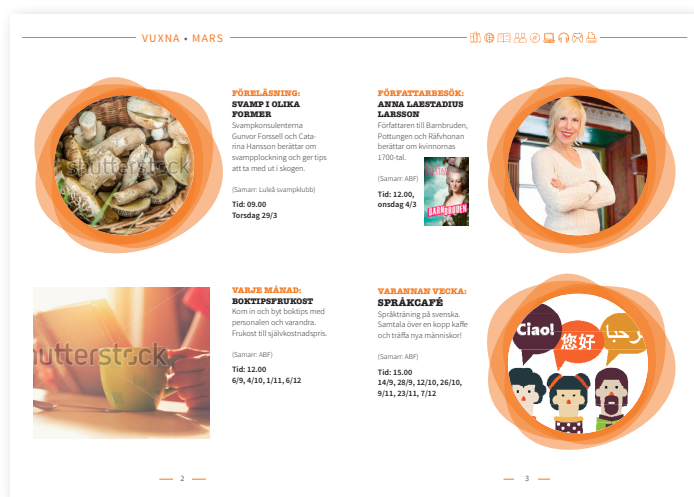 VUXNA • MARS
FÖRELÄSNING:
SVAMP I OLIKA
FORMER
Svampkonsulenterna
Gunvor Forssell och Cata-
rina Hansson berättar om
svampplockning och ger tips
att ta med ut i skogen.
(Samarr: Luleå svampklubb)
Tid: 09.00
Torsdag 29/3
shutterstock
VARJE MÅNAD:
BOKTIPSFRUKOST
Kom in och byt boktips med
personalen och varandra.
Frukost till självkostnadspris.
(Samarr: ABF)
Tid: 12.00
6/9, 4/10, 1/11, 6/12
utterstock
2
FÖRFATTARBESÖK:
ANNA LAESTADIUS
LARSSON
Författaren till Barnbruden,
Pottungen och Räfvhonan
berättar om kvinnornas
1700-tal.
(Samarr: ABF)
Tid: 12.00,
onsdag 4/3
BARNBRUDEN
VARANNAN VECKA:
SPRÅKCAFÉ
Språkträning på svenska.
Samtala över en kopp kaffe
och träffa nya människor!
(Samarr: ABF)
Tid: 15.00
14/9, 28/9, 12/10, 26/10,
9/11, 23/11, 7/12
Ciao!
您好
مرحبا
3